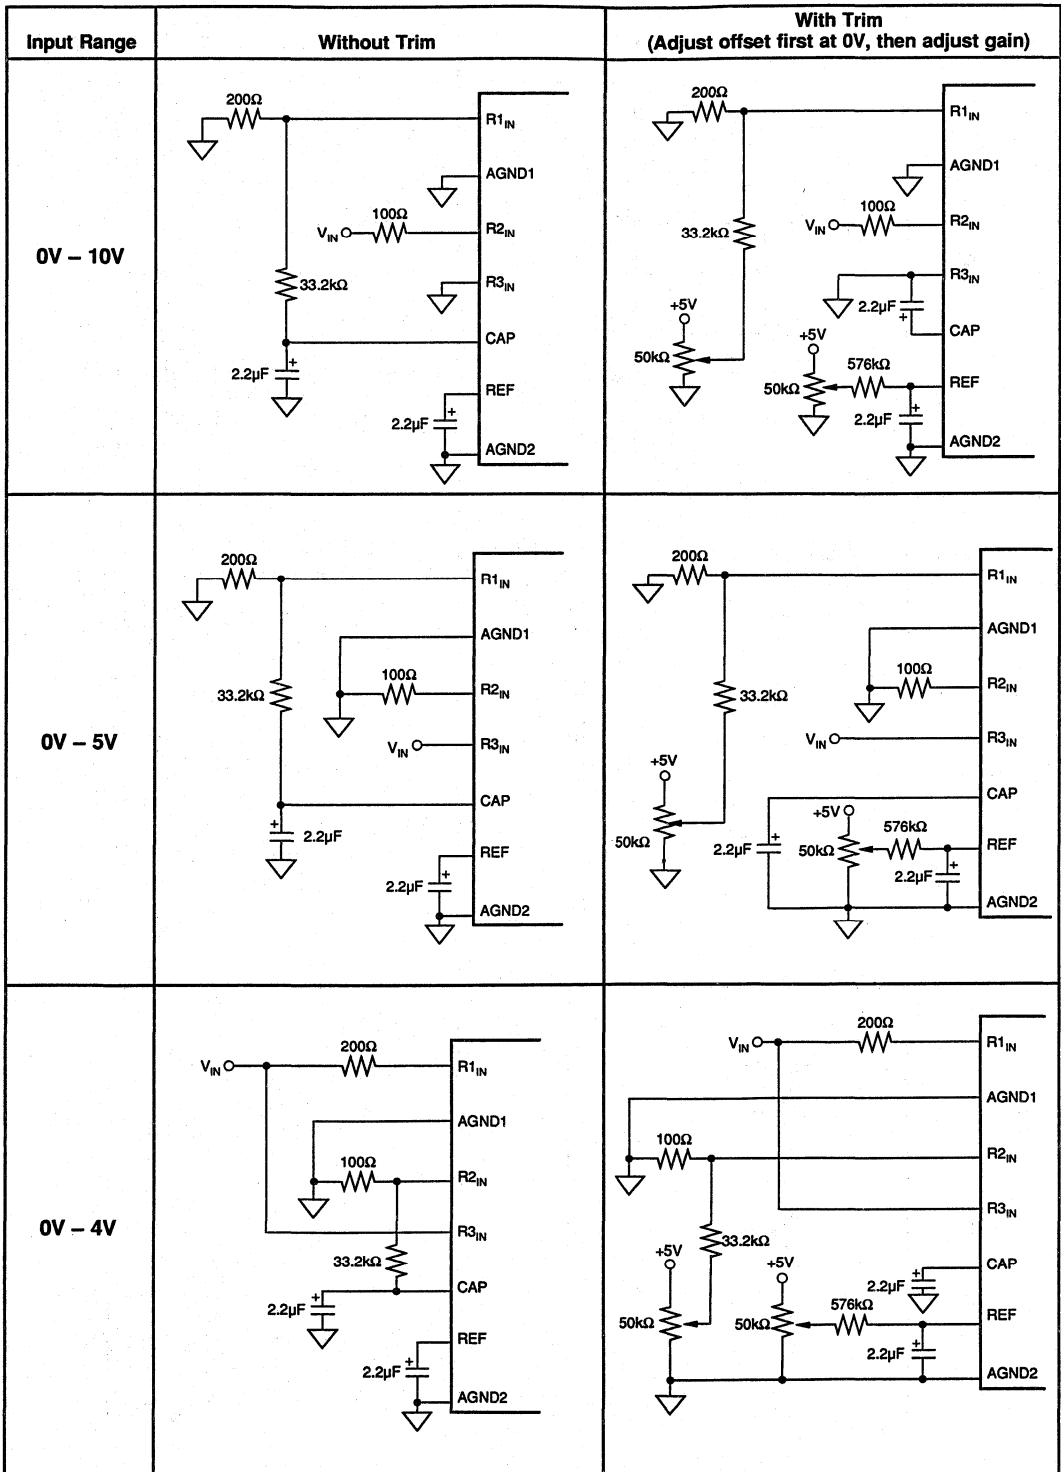 Input Range
Without Trim
With Trim
(Adjust offset first at 0V, then adjust gain)
0V – 10V
200Ω
R1IN
AGND1
100Ω
VIN
R2IN
R3IN
33.2kΩ
CAP
2.2µF
REF
2.2µF
AGND2
200Ω
R1IN
AGND1
100Ω
VIN
R2IN
33.2kΩ
R3IN
2.2µF
+5V
CAP
+5V
50kΩ
576kΩ
REF
50kΩ
2.2µF
AGND2
0V – 5V
200Ω
R1IN
AGND1
100Ω
R2IN
33.2kΩ
VIN
R3IN
CAP
2.2µF
REF
2.2µF
AGND2
200Ω
R1IN
AGND1
100Ω
R2IN
33.2kΩ
VIN
R3IN
+5V
CAP
+5V
50kΩ
2.2µF
50kΩ
576kΩ
REF
2.2µF
AGND2
0V – 4V
200Ω
VIN
R1IN
AGND1
100Ω
R2IN
R3IN
33.2kΩ
CAP
2.2µF
REF
2.2µF
AGND2
200Ω
VIN
R1IN
AGND1
100Ω
R2IN
R3IN
33.2kΩ
+5V
+5V
CAP
2.2µF
50kΩ
50kΩ
576kΩ
REF
2.2µF
AGND2